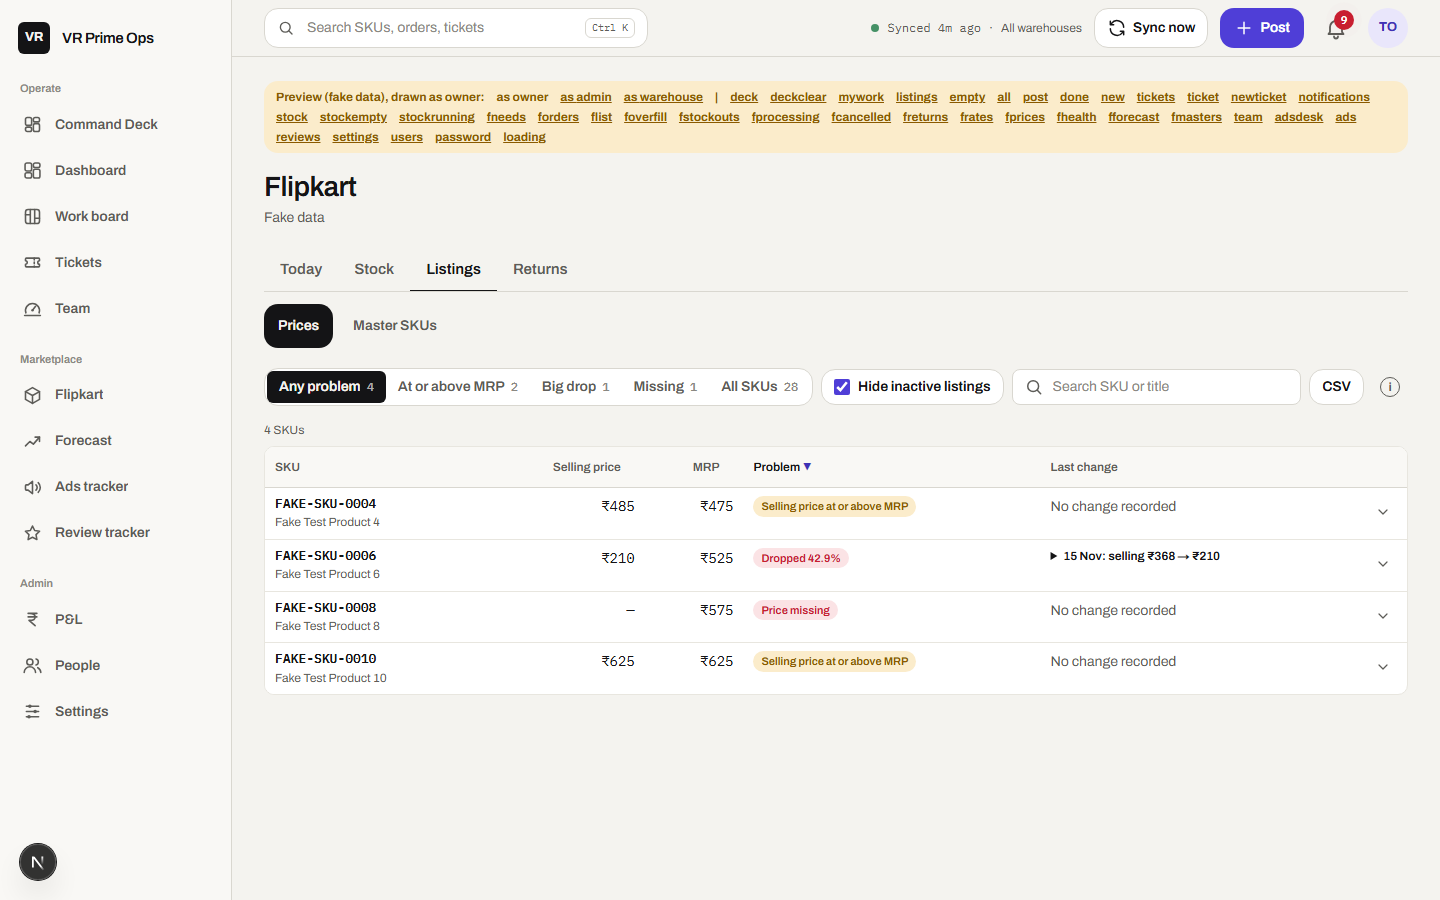 VR VR Prime Ops
Search SKUs, orders, tickets Ctrl K
Synced 4m ago · All warehouses
Sync now
Post
9
TO
Operate
Command Deck
Dashboard
Work board
Tickets
Team
Marketplace
Flipkart
Forecast
Ads tracker
Review tracker
Admin
P&L
People
Settings
N
Preview (fake data), drawn as owner: as owner as admin as warehouse | deck deckclear mywork listings empty all post done new tickets ticket newticket notifications
stock stockempty stockrunning fneeds forders flist foverfill fstockouts fprocessing fcancelled freturns frates fprices fhealth fforecast fmasters team adsdesk ads
reviews settings users password loading
Flipkart
Fake data
Today Stock Listings Returns
Prices Master SKUs
Any problem 4 At or above MRP 2 Big drop 1 Missing 1 All SKUs 28 Hide inactive listings Search SKU or title CSV i
4 SKUs
SKU Selling price MRP Problem ▼ Last change
FAKE-SKU-0004 ₹485 ₹475 Selling price at or above MRP No change recorded
Fake Test Product 4
FAKE-SKU-0006 ₹210 ₹525 Dropped 42.9% ▶ 15 Nov: selling ₹368 → ₹210
Fake Test Product 6
FAKE-SKU-0008 — ₹575 Price missing No change recorded
Fake Test Product 8
FAKE-SKU-0010 ₹625 ₹625 Selling price at or above MRP No change recorded
Fake Test Product 10